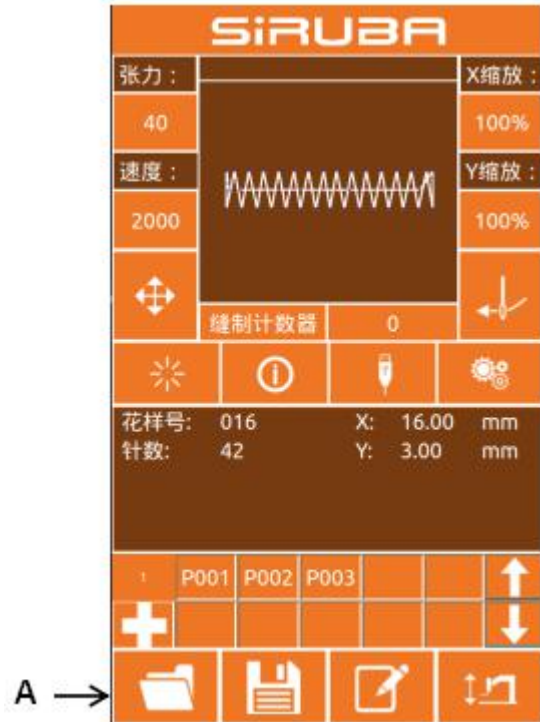 SiRUBA
张力：
X缩放：
40
100%
速度：
Y缩放：
2000
100%
缝制计数器 0
花样号: 016 X: 16.00 mm
针数: 42 Y: 3.00 mm
1 P001 P002 P003
A